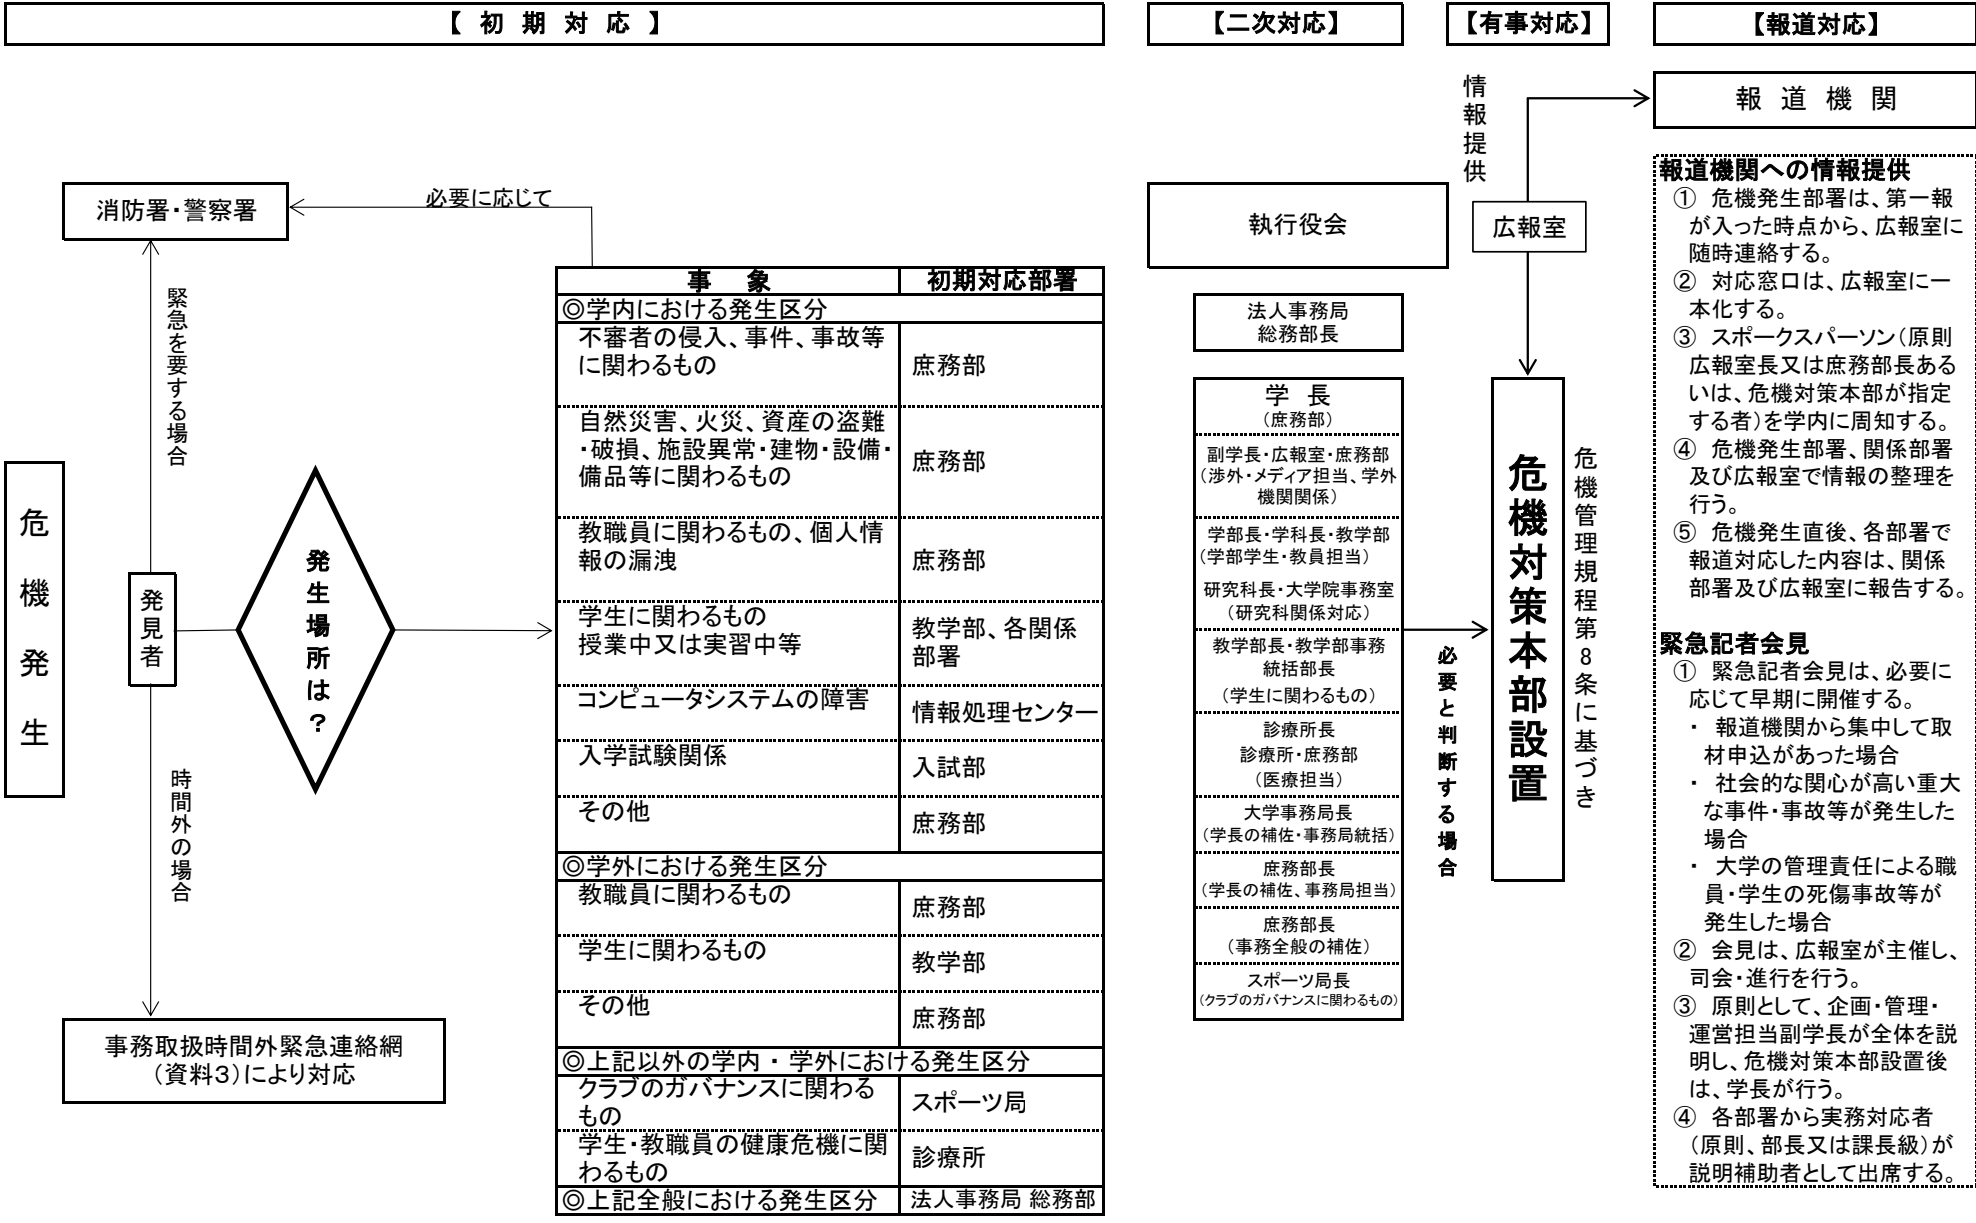 【 初 期 対 応 】
【二次対応】
【有事対応】
【報道対応】
消防署・警察署
必要に応じて
緊急を要する場合
危機発生
発見者
発生場所は？
時間外の場合
事務取扱時間外緊急連絡網
（資料３）により対応
事 象
初期対応部署
◎学内における発生区分
不審者の侵入、事件、事故等
に関わるもの
庶務部
自然災害、火災、資産の盗難
・破損、施設異常・建物・設備・
備品等に関わるもの
庶務部
教職員に関わるもの、個人情
報の漏洩
庶務部
学生に関わるもの
授業中又は実習中等
教学部、各関係
部署
コンピュータシステムの障害
情報処理センター
入学試験関係
入試部
その他
庶務部
◎学外における発生区分
教職員に関わるもの
庶務部
学生に関わるもの
教学部
その他
庶務部
◎上記以外の学内 ・ 学外における発生区分
クラブのガバナンスに関わる
もの
スポーツ局
学生・教職員の健康危機に関
わるもの
診療所
◎上記全般における発生区分
法人事務局 総務部
執行役会
法人事務局
総務部長
学 長
（庶務部）
副学長・広報室・庶務部
（渉外・メディア担当、学外
機関関係）
学部長・学科長・教学部
（学部学生・教員担当）
研究科長・大学院事務室
（研究科関係対応）
教学部長・教学部事務
統括部長
（学生に関わるもの）
診療所長
診療所・庶務部
（医療担当）
大学事務局長
（学長の補佐・事務局統括）
庶務部長
（学長の補佐、事務局担当）
庶務部長
（事務全般の補佐）
スポーツ局長
（クラブのガバナンスに関わるもの）
必要と判断する場合
情報提供
広報室
危機対策本部設置
危機管理規程第８条に基づき
報 道 機 関
報道機関への情報提供
① 危機発生部署は、第一報
が入った時点から、広報室に
随時連絡する。
② 対応窓口は、広報室に一
本化する。
③ スポークスパーソン（原則
広報室長又は庶務部長ある
いは、危機対策本部が指定
する者）を学内に周知する。
④ 危機発生部署、関係部署
及び広報室で情報の整理を
行う。
⑤ 危機発生直後、各部署で
報道対応した内容は、関係
部署及び広報室に報告する。
緊急記者会見
① 緊急記者会見は、必要に
応じて早期に開催する。
・ 報道機関から集中して取
材申込があった場合
・ 社会的な関心が高い重大
な事件・事故等が発生した
場合
・ 大学の管理責任による職
員・学生の死傷事故等が
発生した場合
② 会見は、広報室が主催し、
司会・進行を行う。
③ 原則として、企画・管理・
運営担当副学長が全体を説
明し、危機対策本部設置後
は、学長が行う。
④ 各部署から実務対応者
（原則、部長又は課長級）が
説明補助者として出席する。